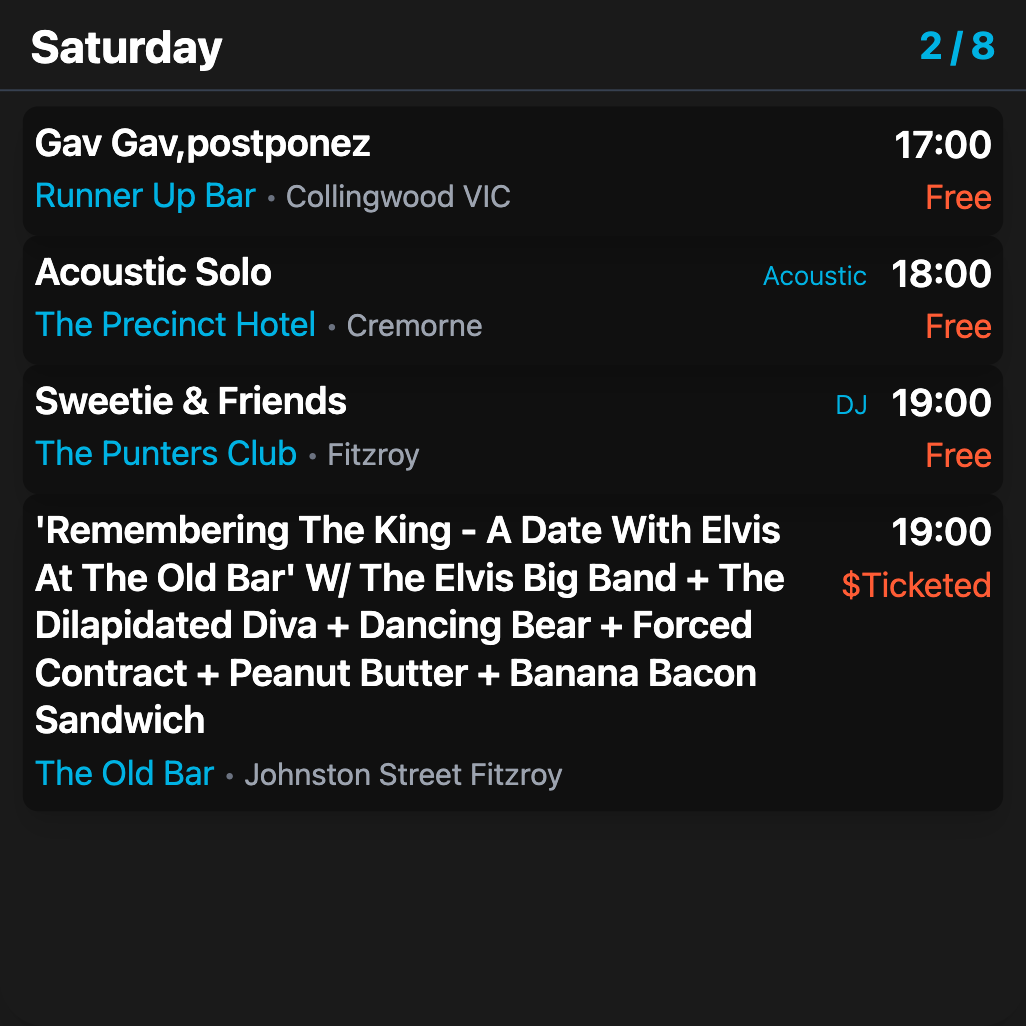 Saturday
2 / 8
Gav Gav,postponez
17:00
Runner Up Bar • Collingwood VIC
Free
Acoustic Solo
Acoustic
18:00
The Precinct Hotel • Cremorne
Free
Sweetie & Friends
DJ
19:00
The Punters Club • Fitzroy
Free
'Remembering The King - A Date With Elvis
At The Old Bar' W/ The Elvis Big Band + The
Dilapidated Diva + Dancing Bear + Forced
Contract + Peanut Butter + Banana Bacon
Sandwich
19:00
$Ticketed
The Old Bar • Johnston Street Fitzroy